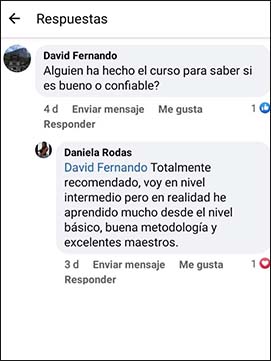 Respuestas
David Fernando
Alguien ha hecho el curso para saber si
es bueno o confiable?
4 d Enviar mensaje Me gusta 1
Responder
Daniela Rodas
David Fernando Totalmente
recomendado, voy en nivel
intermedio pero en realidad he
aprendido mucho desde el nivel
básico, buena metodología y
excelentes maestros.
3 d Enviar mensaje Me gusta 1
Responder